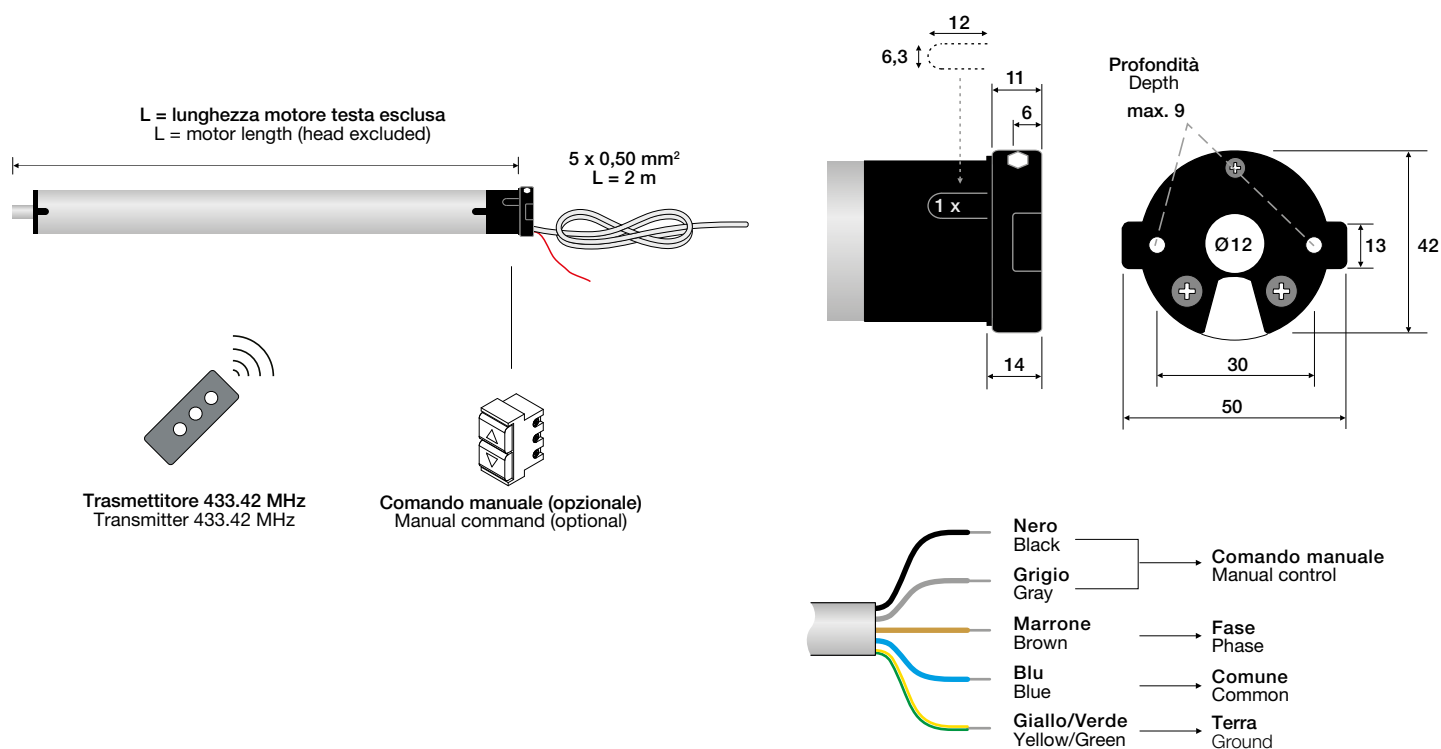 L = lunghezza motore testa esclusa
L = motor length (head excluded)
5 x 0,50 mm²
L = 2 m
Trasmettitore 433.42 MHz
Transmitter 433.42 MHz
Comando manuale (opzionale)
Manual command (optional)
12
6,3
11
6
1 x
14
Profondità
Depth
max. 9
Ø12
13
42
30
50
Nero
Black
Grigio
Gray
Comando manuale
Manual control
Marrone
Brown
Fase
Phase
Blu
Blue
Comune
Common
Giallo/Verde
Yellow/Green
Terra
Ground